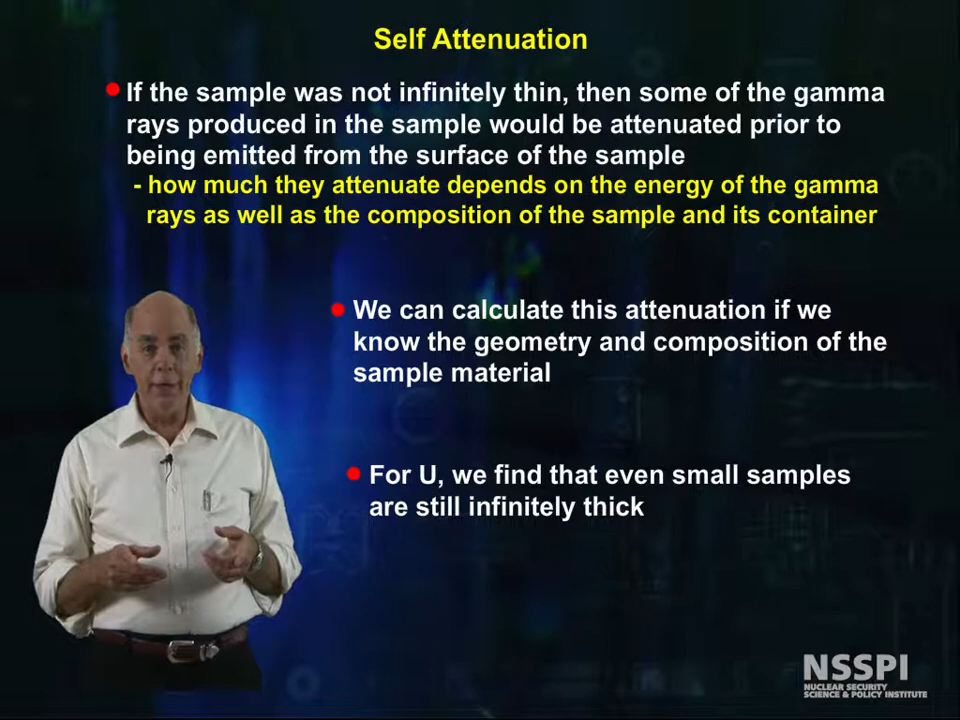 Self Attenuation
If the sample was not infinitely thin, then some of the gamma
rays produced in the sample would be attenuated prior to
being emitted from the surface of the sample
- how much they attenuate depends on the energy of the gamma
rays as well as the composition of the sample and its container
We can calculate this attenuation if we
know the geometry and composition of the
sample material
For U, we find that even small samples
are still infinitely thick
NSSPI
NUCLEAR SECURITY
SCIENCE & POLICY INSTITUTE